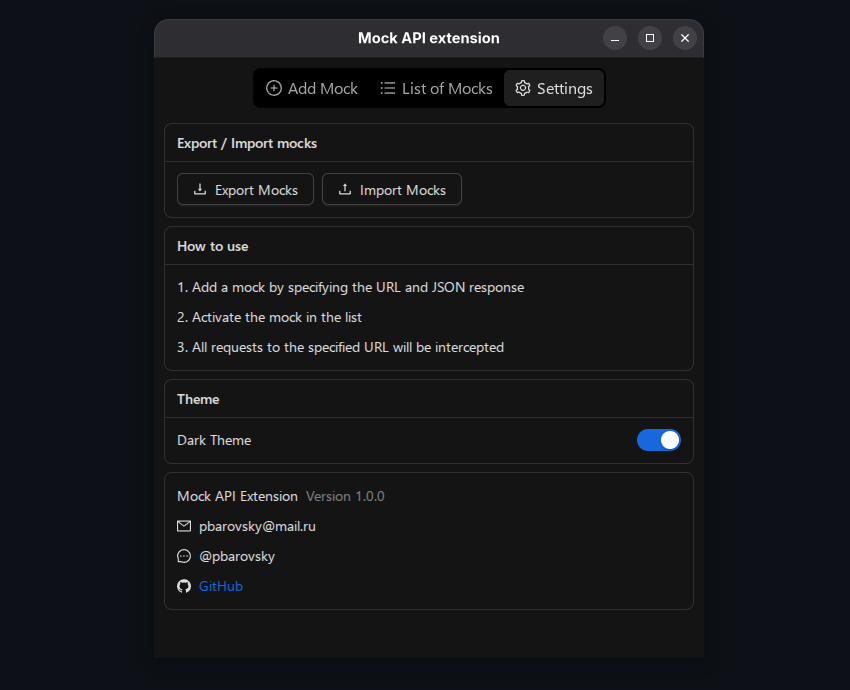 Mock API extension
Add Mock List of Mocks Settings
Export / Import mocks
Export Mocks Import Mocks
How to use
1. Add a mock by specifying the URL and JSON response
2. Activate the mock in the list
3. All requests to the specified URL will be intercepted
Theme
Dark Theme
Mock API Extension Version 1.0.0
pbarovsky@mail.ru
@pbarovsky
GitHub